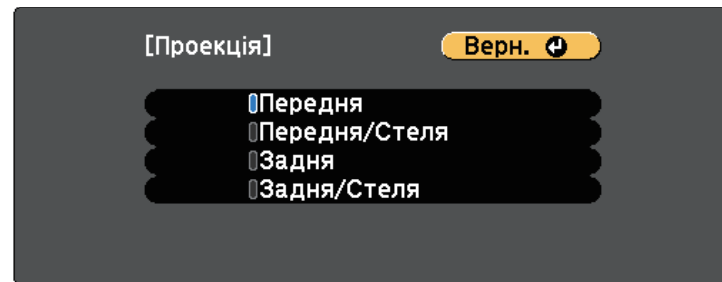 [Проекція] Верн.
Передня
Передня/Стеля
Задня
Задня/Стеля